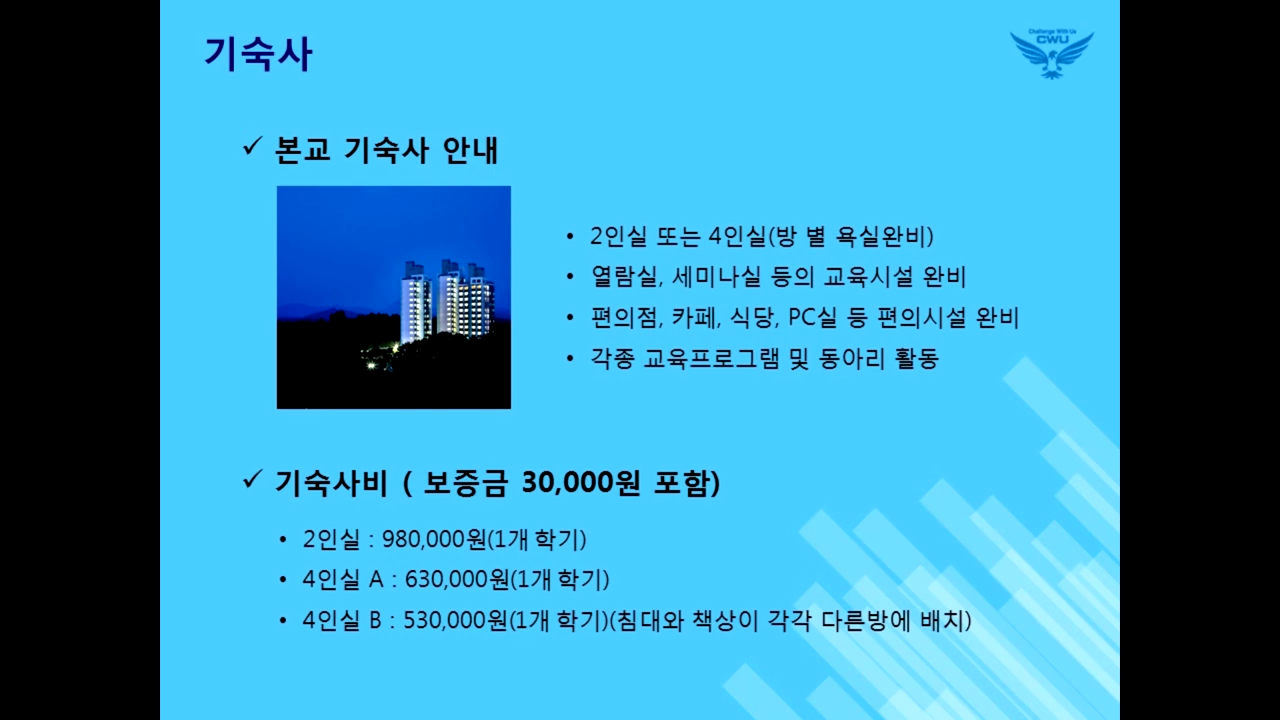 기숙사
Challenge With Us
CWU
✓ 본교 기숙사 안내
• 2인실 또는 4인실(방 별 욕실완비)
• 열람실, 세미나실 등의 교육시설 완비
• 편의점, 카페, 식당, PC실 등 편의시설 완비
• 각종 교육프로그램 및 동아리 활동
✓ 기숙사비 ( 보증금 30,000원 포함)
• 2인실 : 980,000원(1개 학기)
• 4인실 A : 630,000원(1개 학기)
• 4인실 B : 530,000원(1개 학기)(침대와 책상이 각각 다른방에 배치)